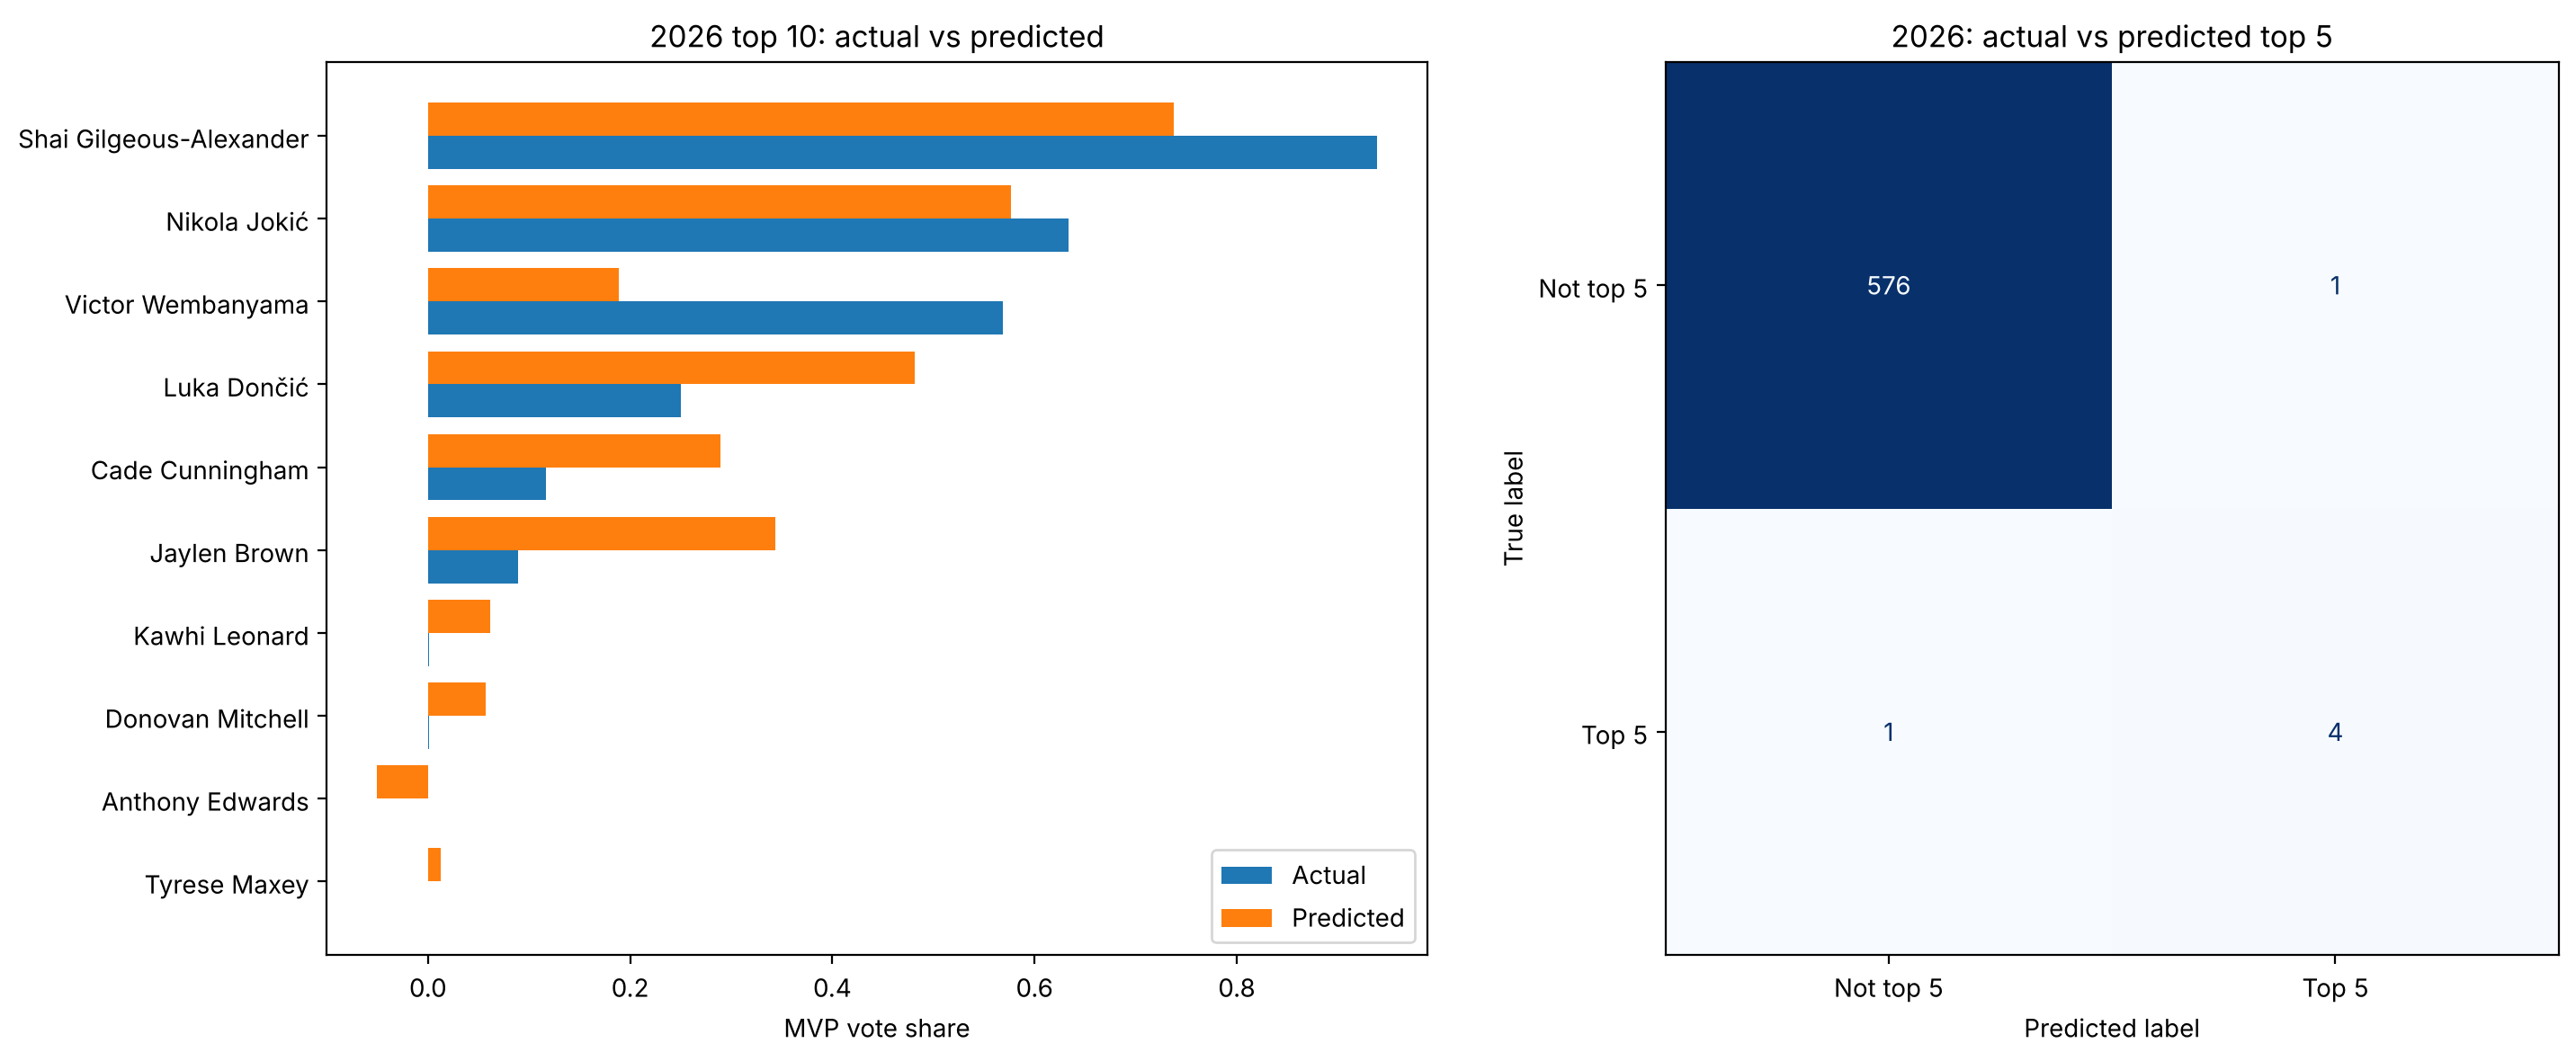 2026 top 10: actual vs predicted
Shai Gilgeous-Alexander
Nikola Jokić
Victor Wembanyama
Luka Dončić
Cade Cunningham
Jaylen Brown
Kawhi Leonard
Donovan Mitchell
Anthony Edwards
Tyrese Maxey
Actual
Predicted
0.0 0.2 0.4 0.6 0.8
MVP vote share
2026: actual vs predicted top 5
True label
Not top 5
576 1
Top 5
1 4
Not top 5 Top 5
Predicted label